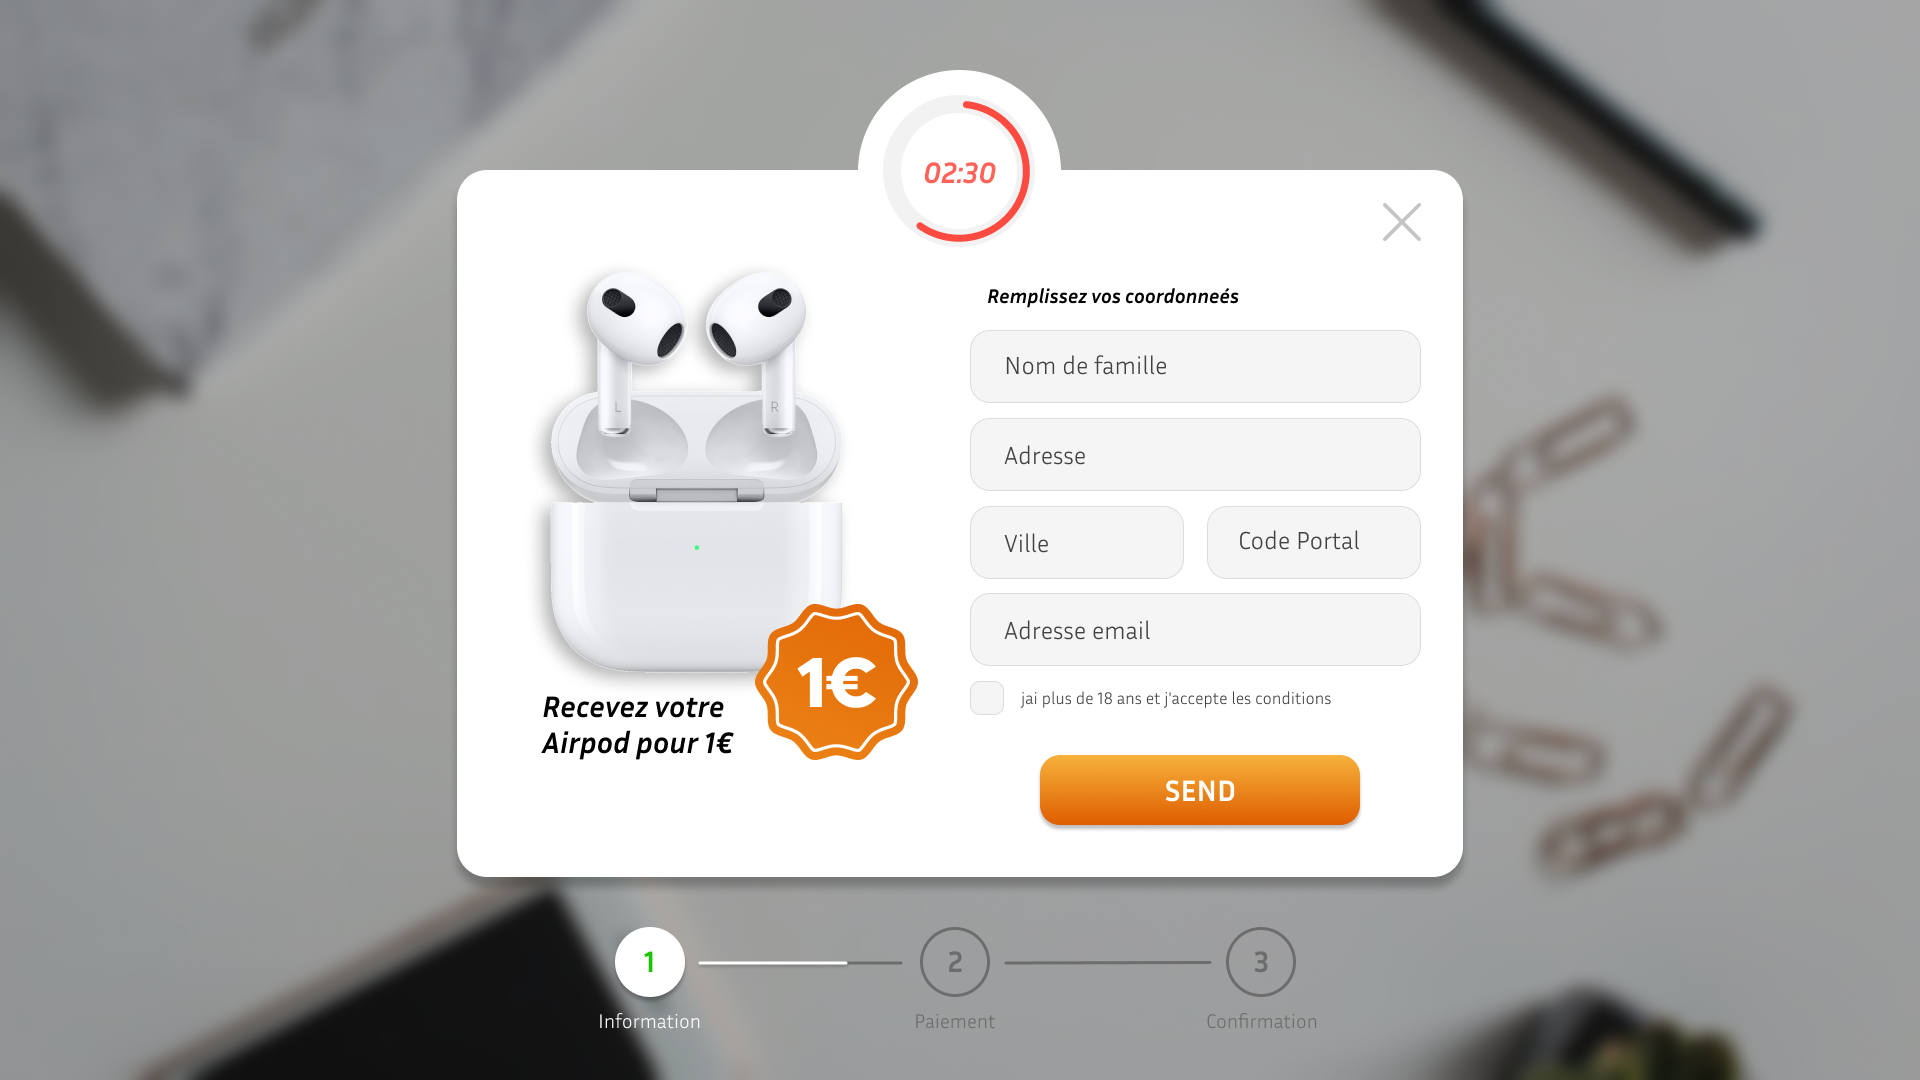 02:30
Remplissez vos coordonneés
Nom de famille
Adresse
Ville
Code Portal
Adresse email
jai plus de 18 ans et j'accepte les conditions
SEND
L
R
1€
Recevez votre
Airpod pour 1€
1
2
3
Information
Paiement
Confirmation